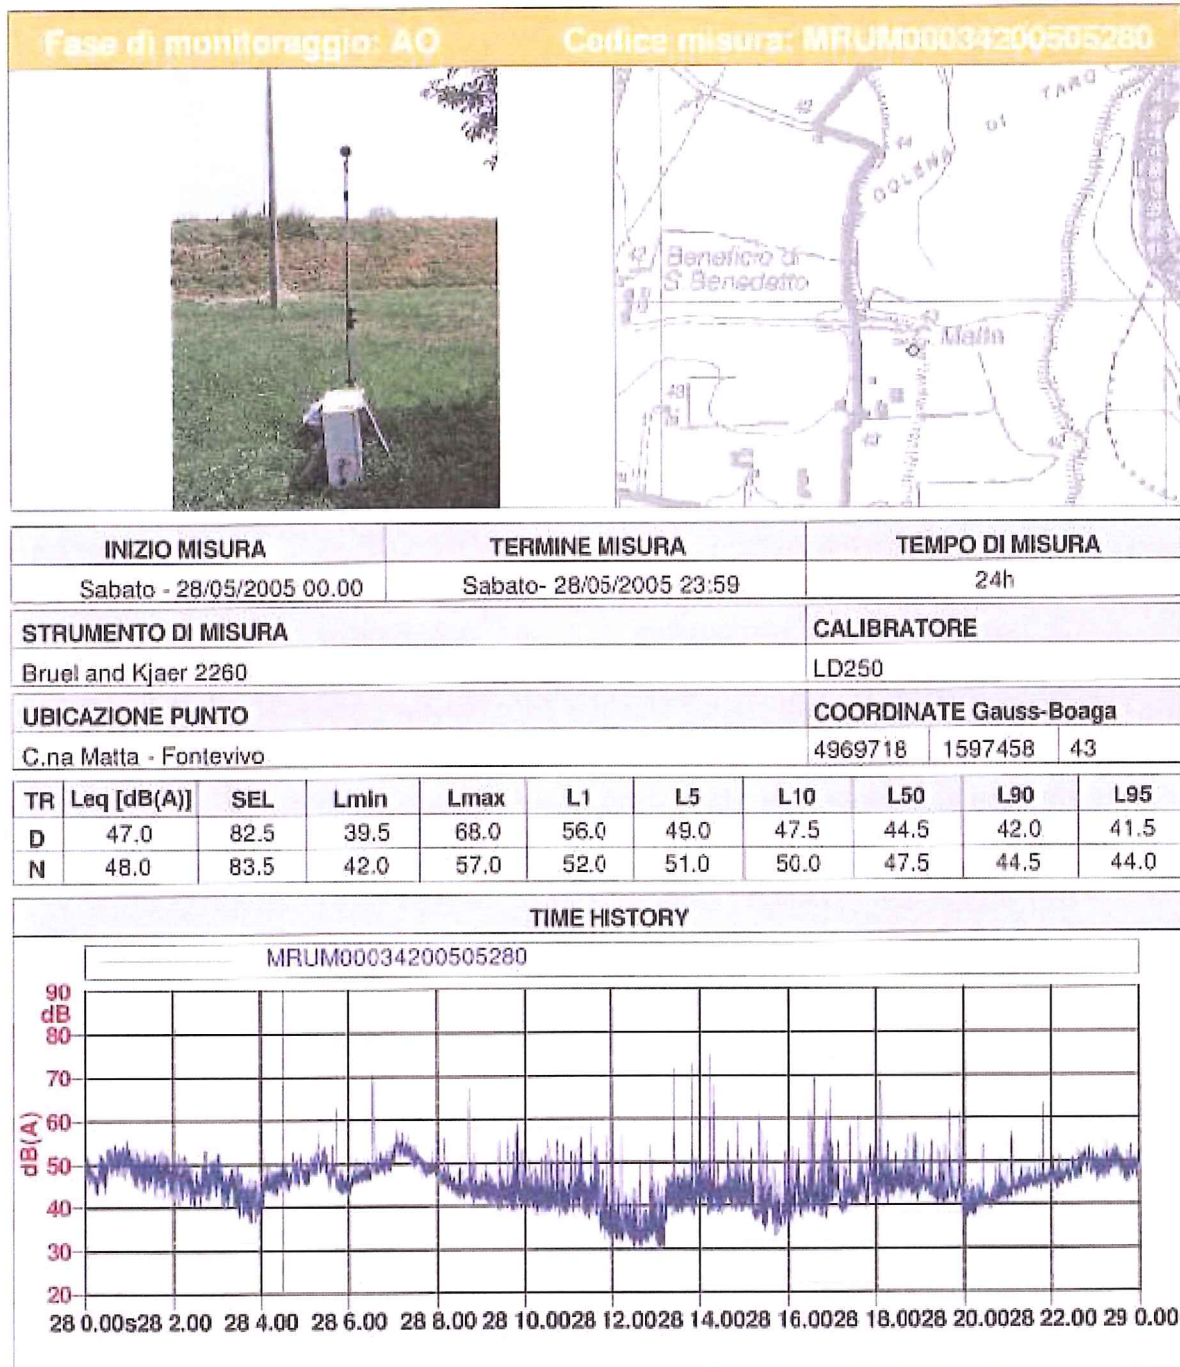 Fase di monitoraggio: AO
Codice misura: MRUM00034200505280
TARO
DI
GOLENA
42
Beneficio di
S. Benedetto
Matta
43
INIZIO MISURA
TERMINE MISURA
TEMPO DI MISURA
Sabato - 28/05/2005 00.00
Sabato- 28/05/2005 23:59
24h
STRUMENTO DI MISURA
CALIBRATORE
Bruel and Kjaer 2260
LD250
UBICAZIONE PUNTO
COORDINATE Gauss-Boaga
C.na Matta - Fontevivo
4969718 1597458 43
TR Leq [dB(A)] SEL Lmin Lmax L1 L5 L10 L50 L90 L95
D 47.0 82.5 39.5 68.0 56.0 49.0 47.5 44.5 42.0 41.5
N 48.0 83.5 42.0 57.0 52.0 51.0 50.0 47.5 44.5 44.0
TIME HISTORY
MRUM00034200505280
90
dB
80
70
60
50
40
30
20
dB(A)
28 0.00s28 2.00 28 4.00 28 6.00 28 8.00 28 10.0028 12.0028 14.0028 16.0028 18.0028 20.0028 22.00 29 0.00